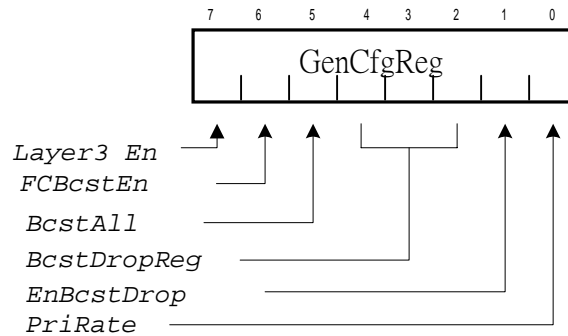 7 6 5 4 3 2 1 0
GenCfgReg
Layer3 En
FCBcstEn
BcstAll
BcstDropReg
EnBcstDrop
PriRate